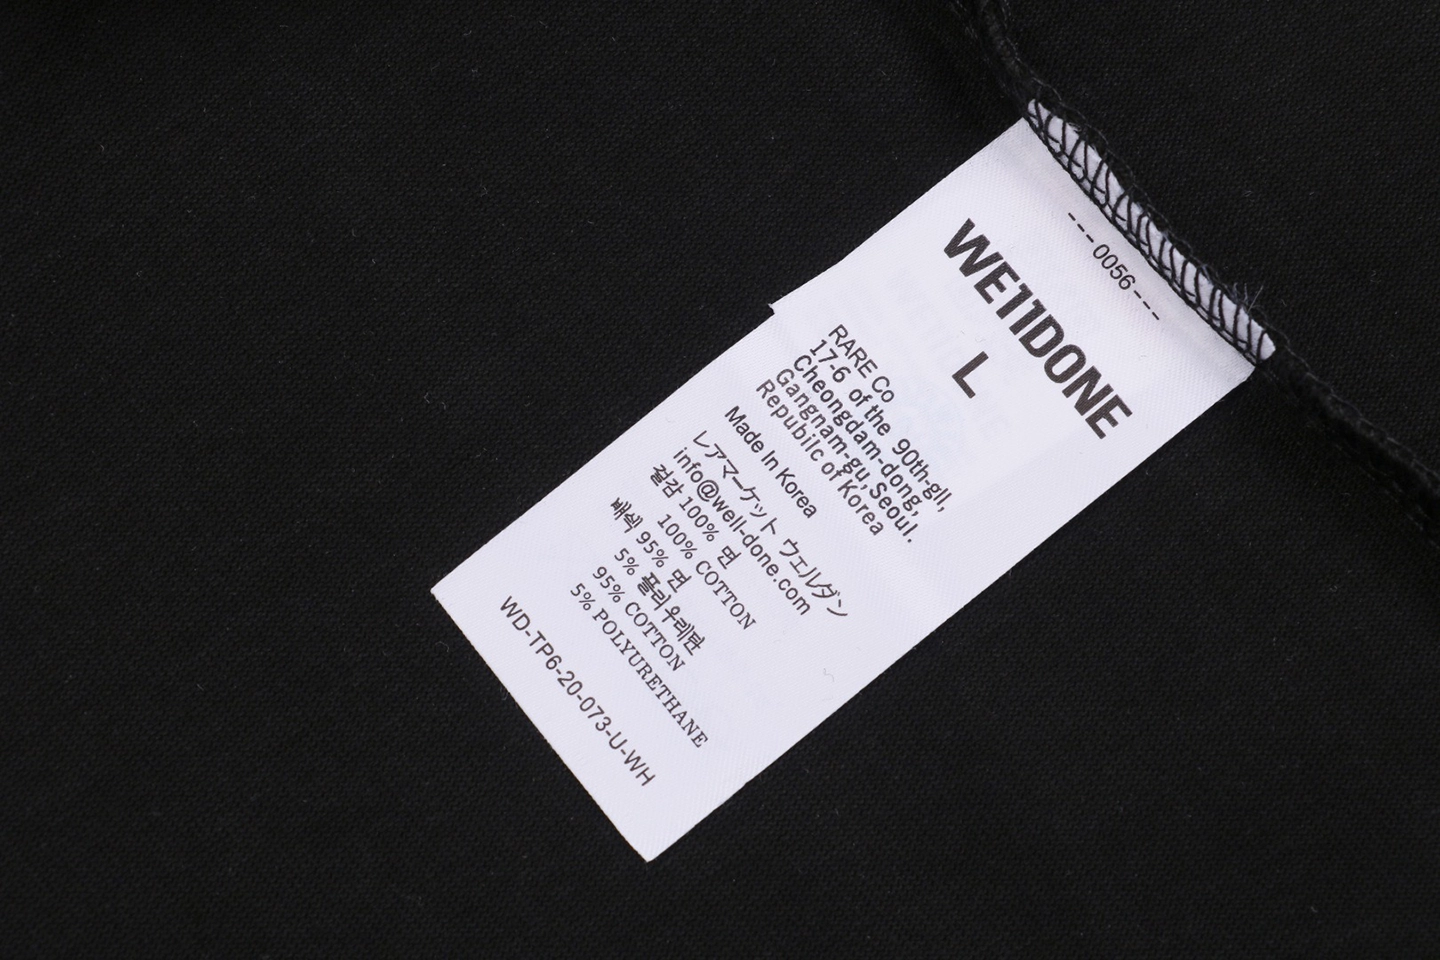 ---0056---
WE11DONE
L
RARE Co
17-6 of the 90th-gil,
Cheongdam-dong,
Gangnam-gu,Seoul.
Repubilc of Korea
Made In Korea
レアマーケット ウェルダン
info@well-done.com
겉감 100% 면
100% COTTON
배색 95% 면
5% 폴리우레탄
95% COTTON
5% POLYURETHANE
WD-TP6-20-073-U-WH